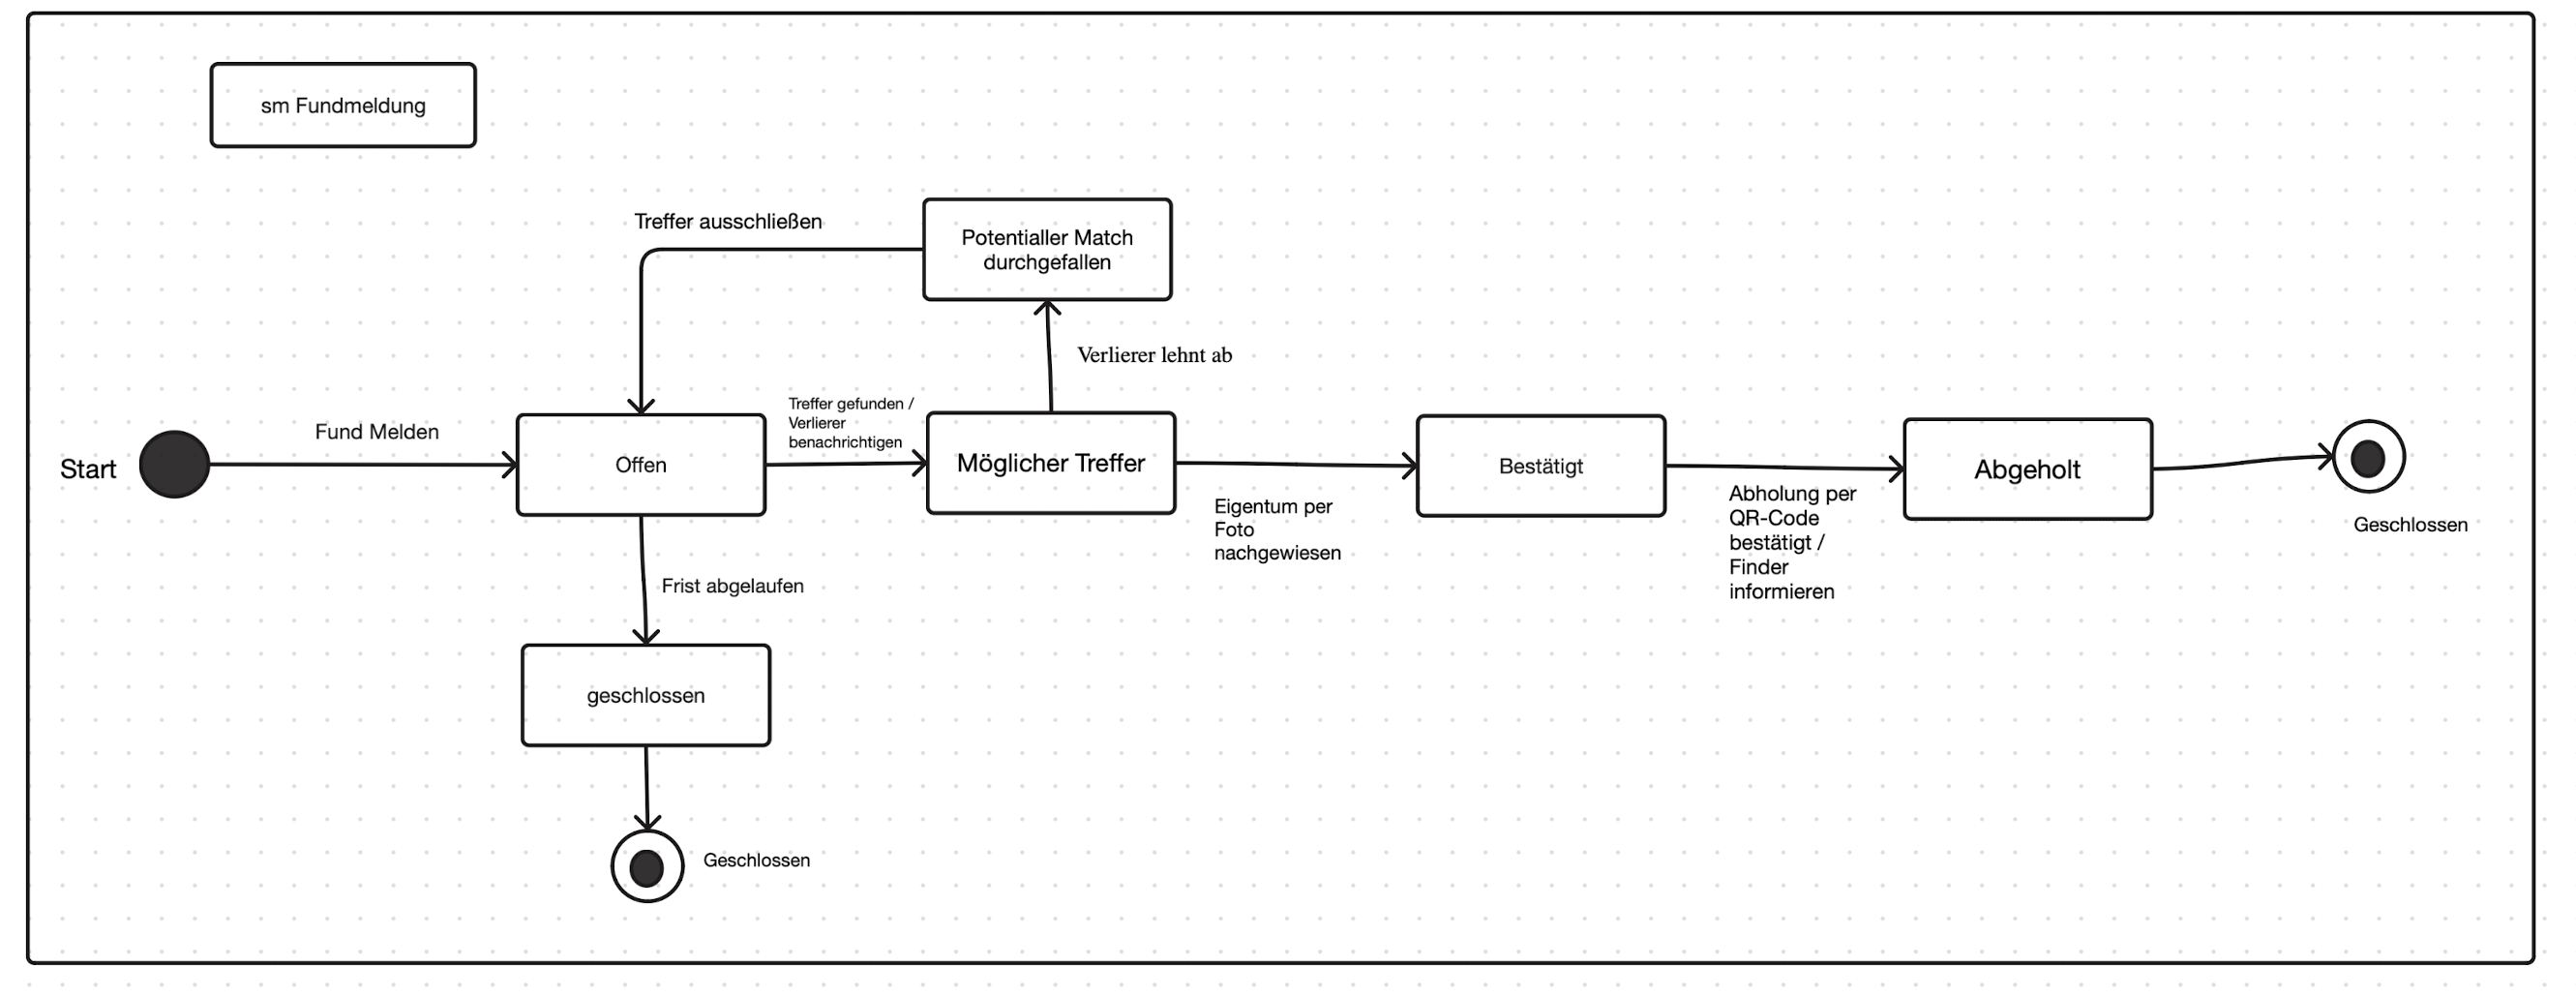 sm Fundmeldung
Treffer ausschließen
Potentialler Match
durchgefallen
Verlierer lehnt ab
Start
Fund Melden
Offen
Treffer gefunden /
Verlierer
benachrichtigen
Möglicher Treffer
Eigentum per
Foto
nachgewiesen
Bestätigt
Abholung per
QR-Code
bestätigt /
Finder
informieren
Abgeholt
Geschlossen
Frist abgelaufen
geschlossen
Geschlossen